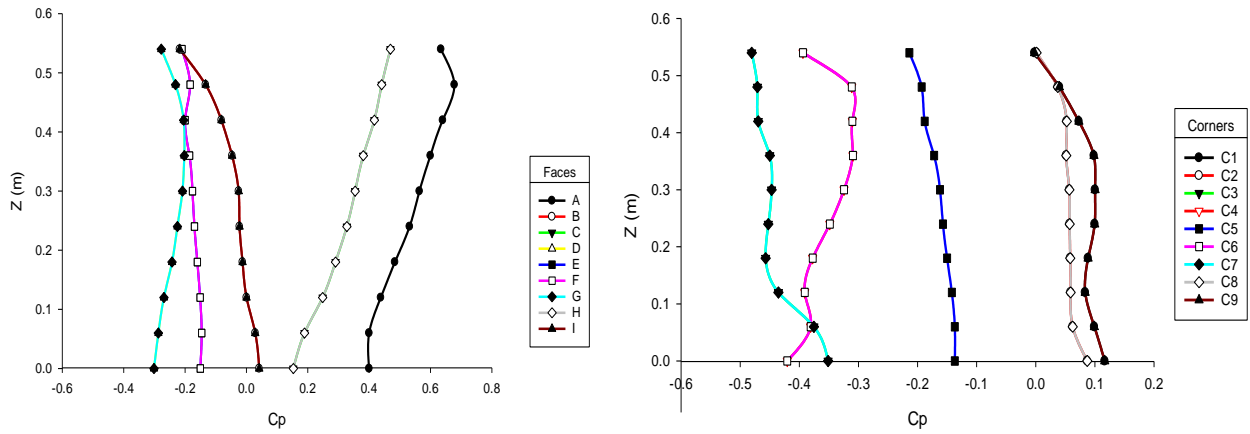 0.6
0.5
0.4
0.3
0.2
0.1
0.0
Z (m)
-0.6 -0.4 -0.2 0.0 0.2 0.4 0.6 0.8
Cp
Faces
A
B
C
D
E
F
G
H
I
0.6
0.5
0.4
0.3
0.2
0.1
0.0
Z (m)
-0.6 -0.5 -0.4 -0.3 -0.2 -0.1 0.0 0.1 0.2
Cp
Corners
C1
C2
C3
C4
C5
C6
C7
C8
C9